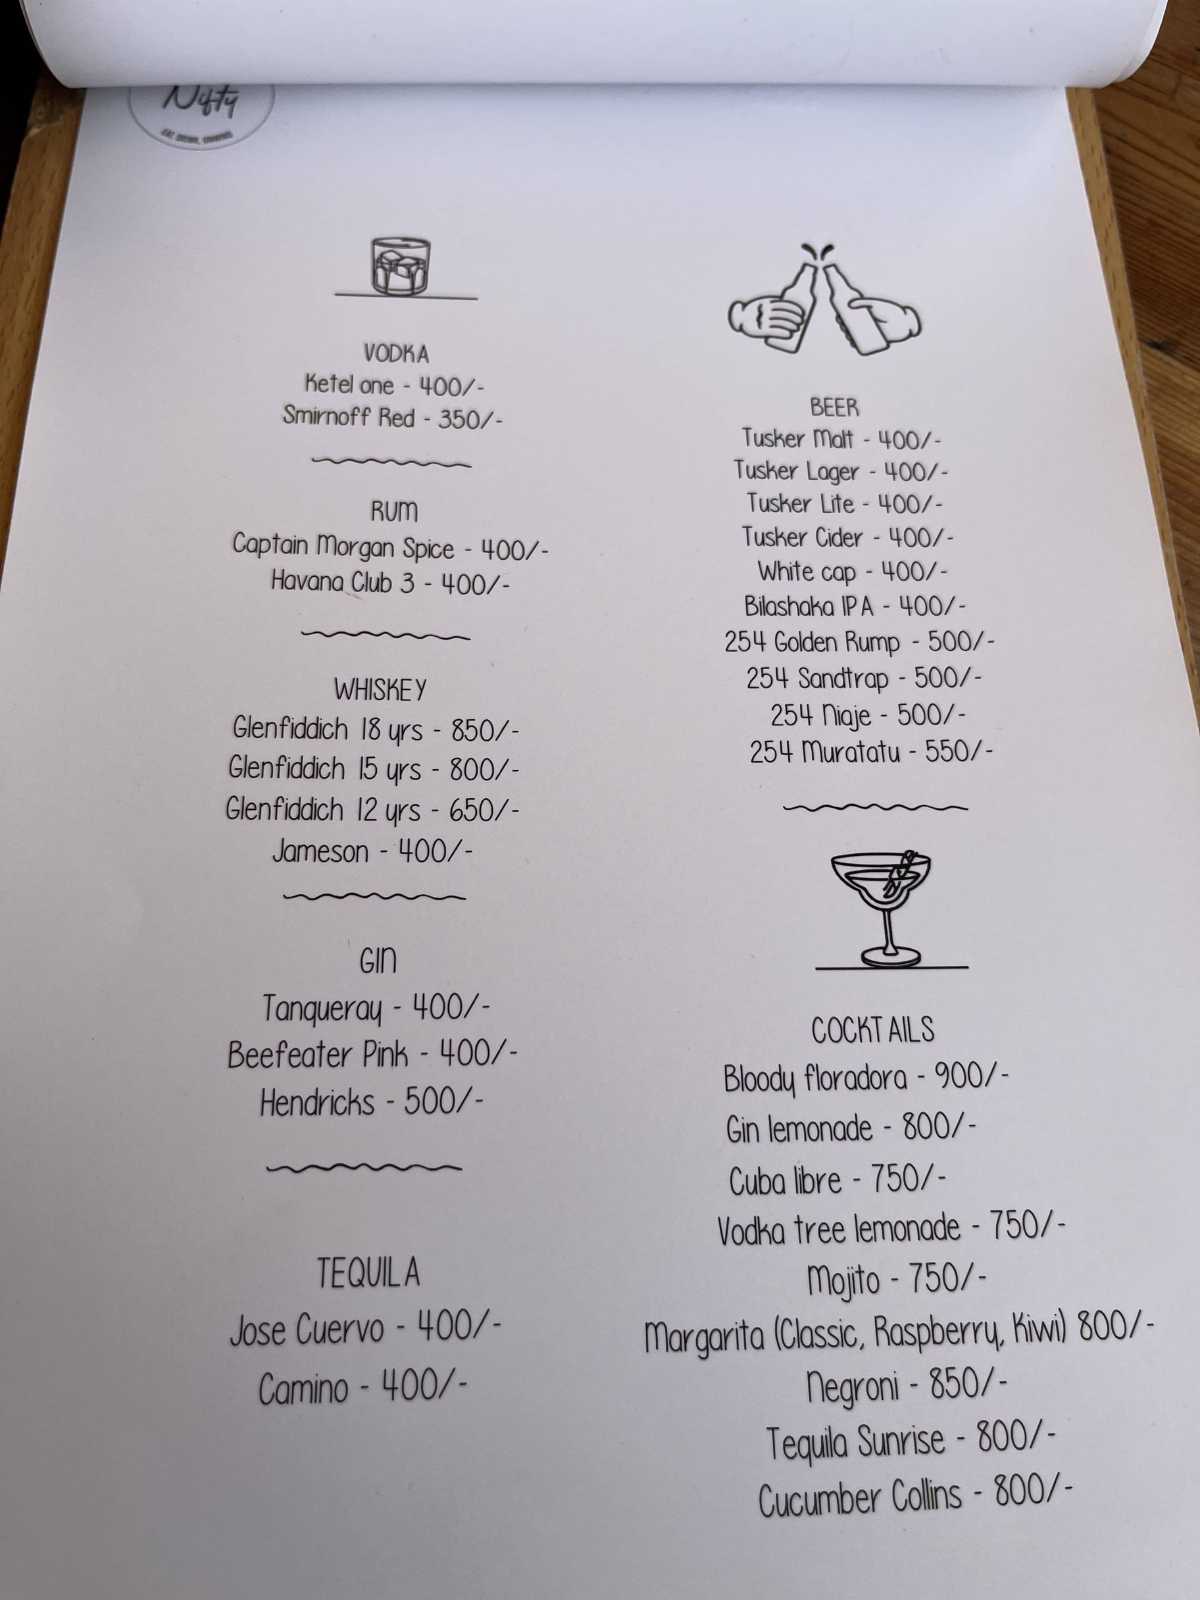 Nifty
VODKA
Ketel one - 400/-
Smirnoff Red - 350/-
RUM
Captain Morgan Spice - 400/-
Havana Club 3 - 400/-
WHISKEY
Glenfiddich 18 yrs - 850/-
Glenfiddich 15 yrs - 800/-
Glenfiddich 12 yrs - 650/-
Jameson - 400/-
GIN
Tanqueray - 400/-
Beefeater Pink - 400/-
Hendricks - 500/-
TEQUILA
Jose Cuervo - 400/-
Camino - 400/-
BEER
Tusker Malt - 400/-
Tusker Lager - 400/-
Tusker Lite - 400/-
Tusker Cider - 400/-
White cap - 400/-
Bilashaka IPA - 400/-
254 Golden Rump - 500/-
254 Sandtrap - 500/-
254 Niaje - 500/-
254 Muratatu - 550/-
COCKTAILS
Bloody floradora - 900/-
Gin lemonade - 800/-
Cuba libre - 750/-
Vodka tree lemonade - 750/-
Mojito - 750/-
Margarita (Classic, Raspberry, Kiwi) 800/-
Negroni - 850/-
Tequila Sunrise - 800/-
Cucumber Collins - 800/-